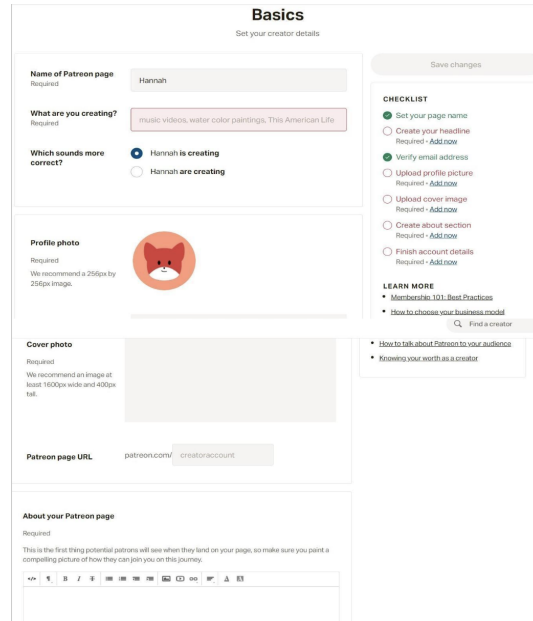 Basics
Set your creator details
Name of Patreon page
Required
Hannah
What are you creating?
Required
music videos, water color paintings, This American Life
Which sounds more
correct?
Hannah is creating
Hannah are creating
Profile photo
Required
We recommend a 256px by
256px image.
Save changes
CHECKLIST
Set your page name
Create your headline
Required • Add now
Verify email address
Upload profile picture
Required • Add now
Upload cover image
Required • Add now
Create about section
Required • Add now
Finish account details
Required • Add now
LEARN MORE
Membership 101: Best Practices
How to choose your business model
Find a creator
How to talk about Patreon to your audience
Knowing your worth as a creator
Cover photo
Required
We recommend an image at
least 1600px wide and 400px
tall.
Patreon page URL
patreon.com/ creatoraccount
About your Patreon page
Required
This is the first thing potential patrons will see when they land on your page, so make sure you paint a
compelling picture of how they can join you on this journey.